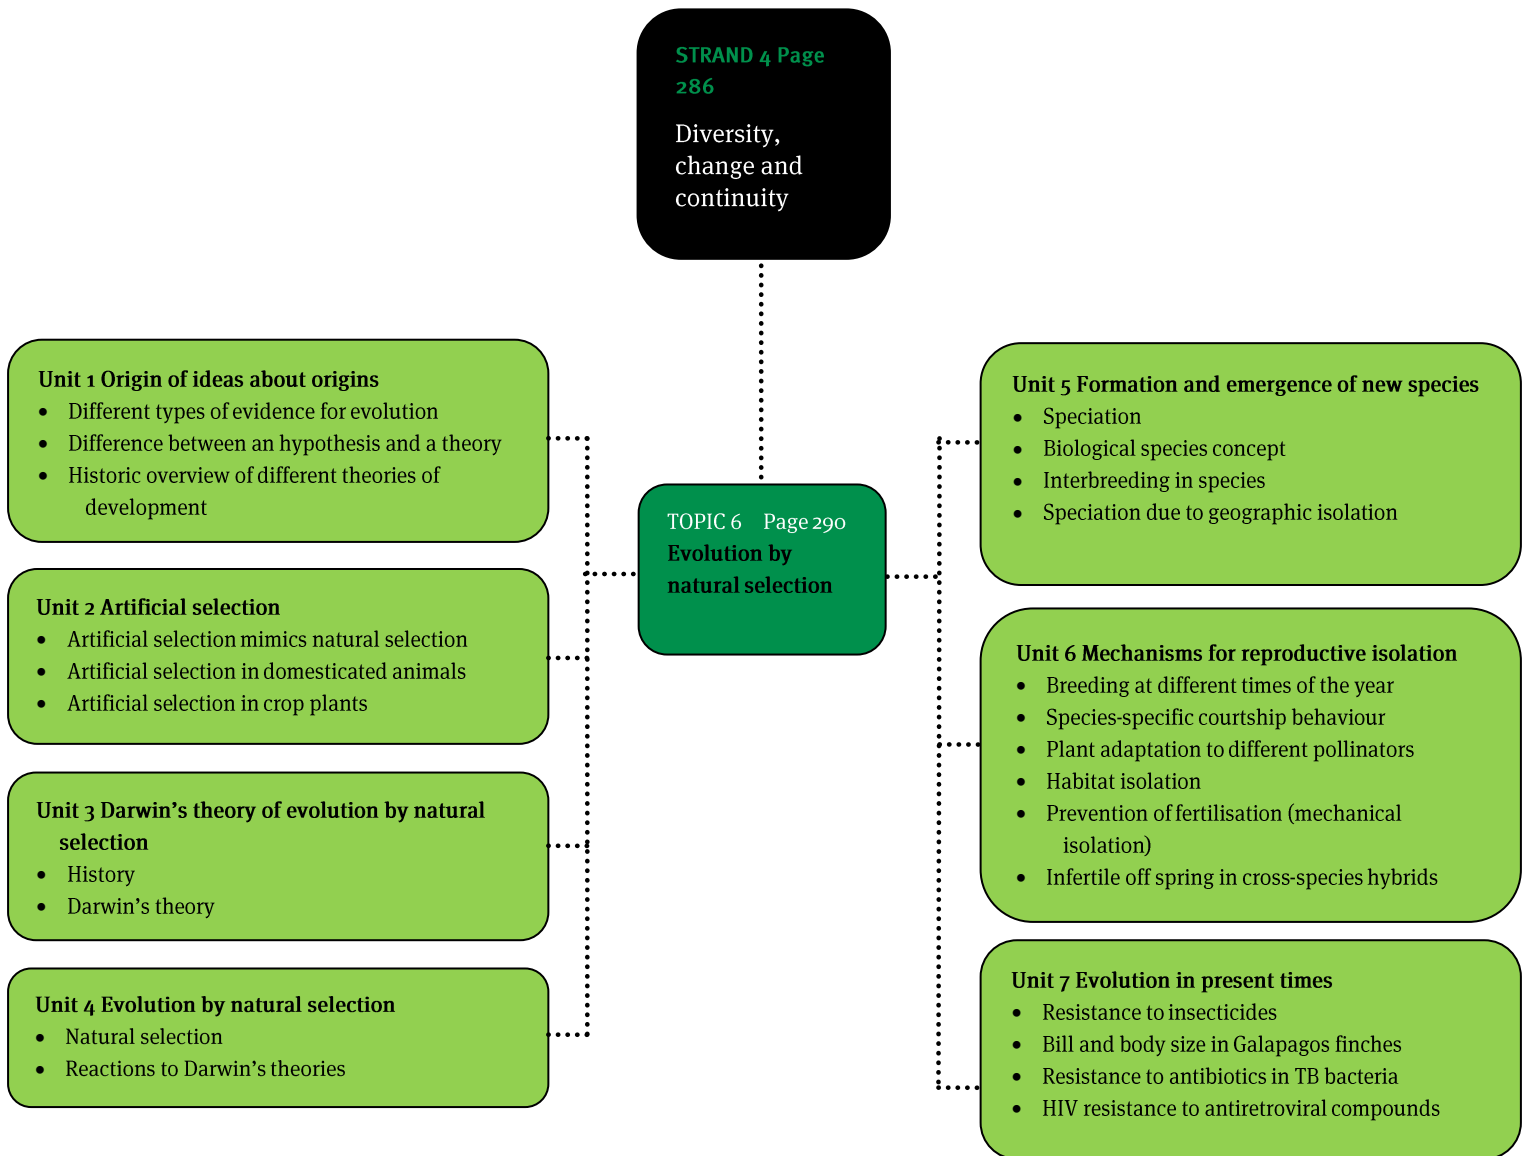 STRAND 4 Page
286
Diversity,
change and
continuity
Unit 1 Origin of ideas about origins
• Different types of evidence for evolution
• Difference between an hypothesis and a theory
• Historic overview of different theories of
development
Unit 2 Artificial selection
• Artificial selection mimics natural selection
• Artificial selection in domesticated animals
• Artificial selection in crop plants
Unit 3 Darwin’s theory of evolution by natural
selection
• History
• Darwin’s theory
Unit 4 Evolution by natural selection
• Natural selection
• Reactions to Darwin’s theories
TOPIC 6 Page 290
Evolution by
natural selection
Unit 5 Formation and emergence of new species
• Speciation
• Biological species concept
• Interbreeding in species
• Speciation due to geographic isolation
Unit 6 Mechanisms for reproductive isolation
• Breeding at different times of the year
• Species-specific courtship behaviour
• Plant adaptation to different pollinators
• Habitat isolation
• Prevention of fertilisation (mechanical
isolation)
• Infertile off spring in cross-species hybrids
Unit 7 Evolution in present times
• Resistance to insecticides
• Bill and body size in Galapagos finches
• Resistance to antibiotics in TB bacteria
• HIV resistance to antiretroviral compounds